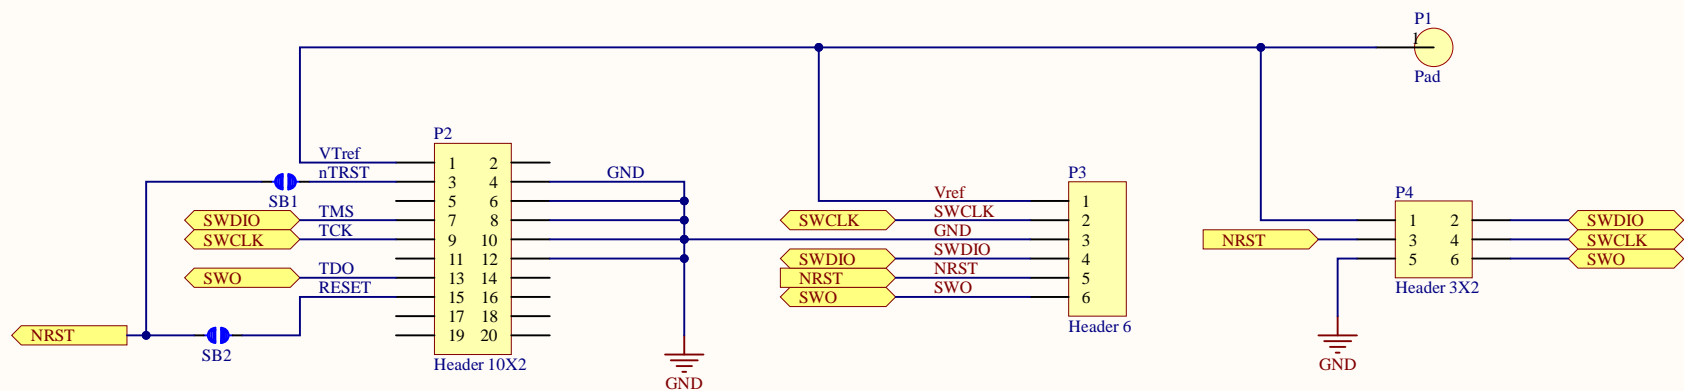 P1
1
Pad
P2
VTref
1 2
nTRST
3 4
GND
SB1
5 6
SWDIO TMS
7 8
SWCLK TCK
9 10
11 12
SWO TDO
13 14
RESET
15 16
17 18
NRST
19 20
SB2
Header 10X2
GND
P3
Vref
1
SWCLK SWCLK
2
GND
3
SWDIO SWDIO
4
NRST NRST
5
SWO SWO
6
Header 6
P4
1 2 SWDIO
NRST 3 4 SWCLK
5 6 SWO
Header 3X2
GND